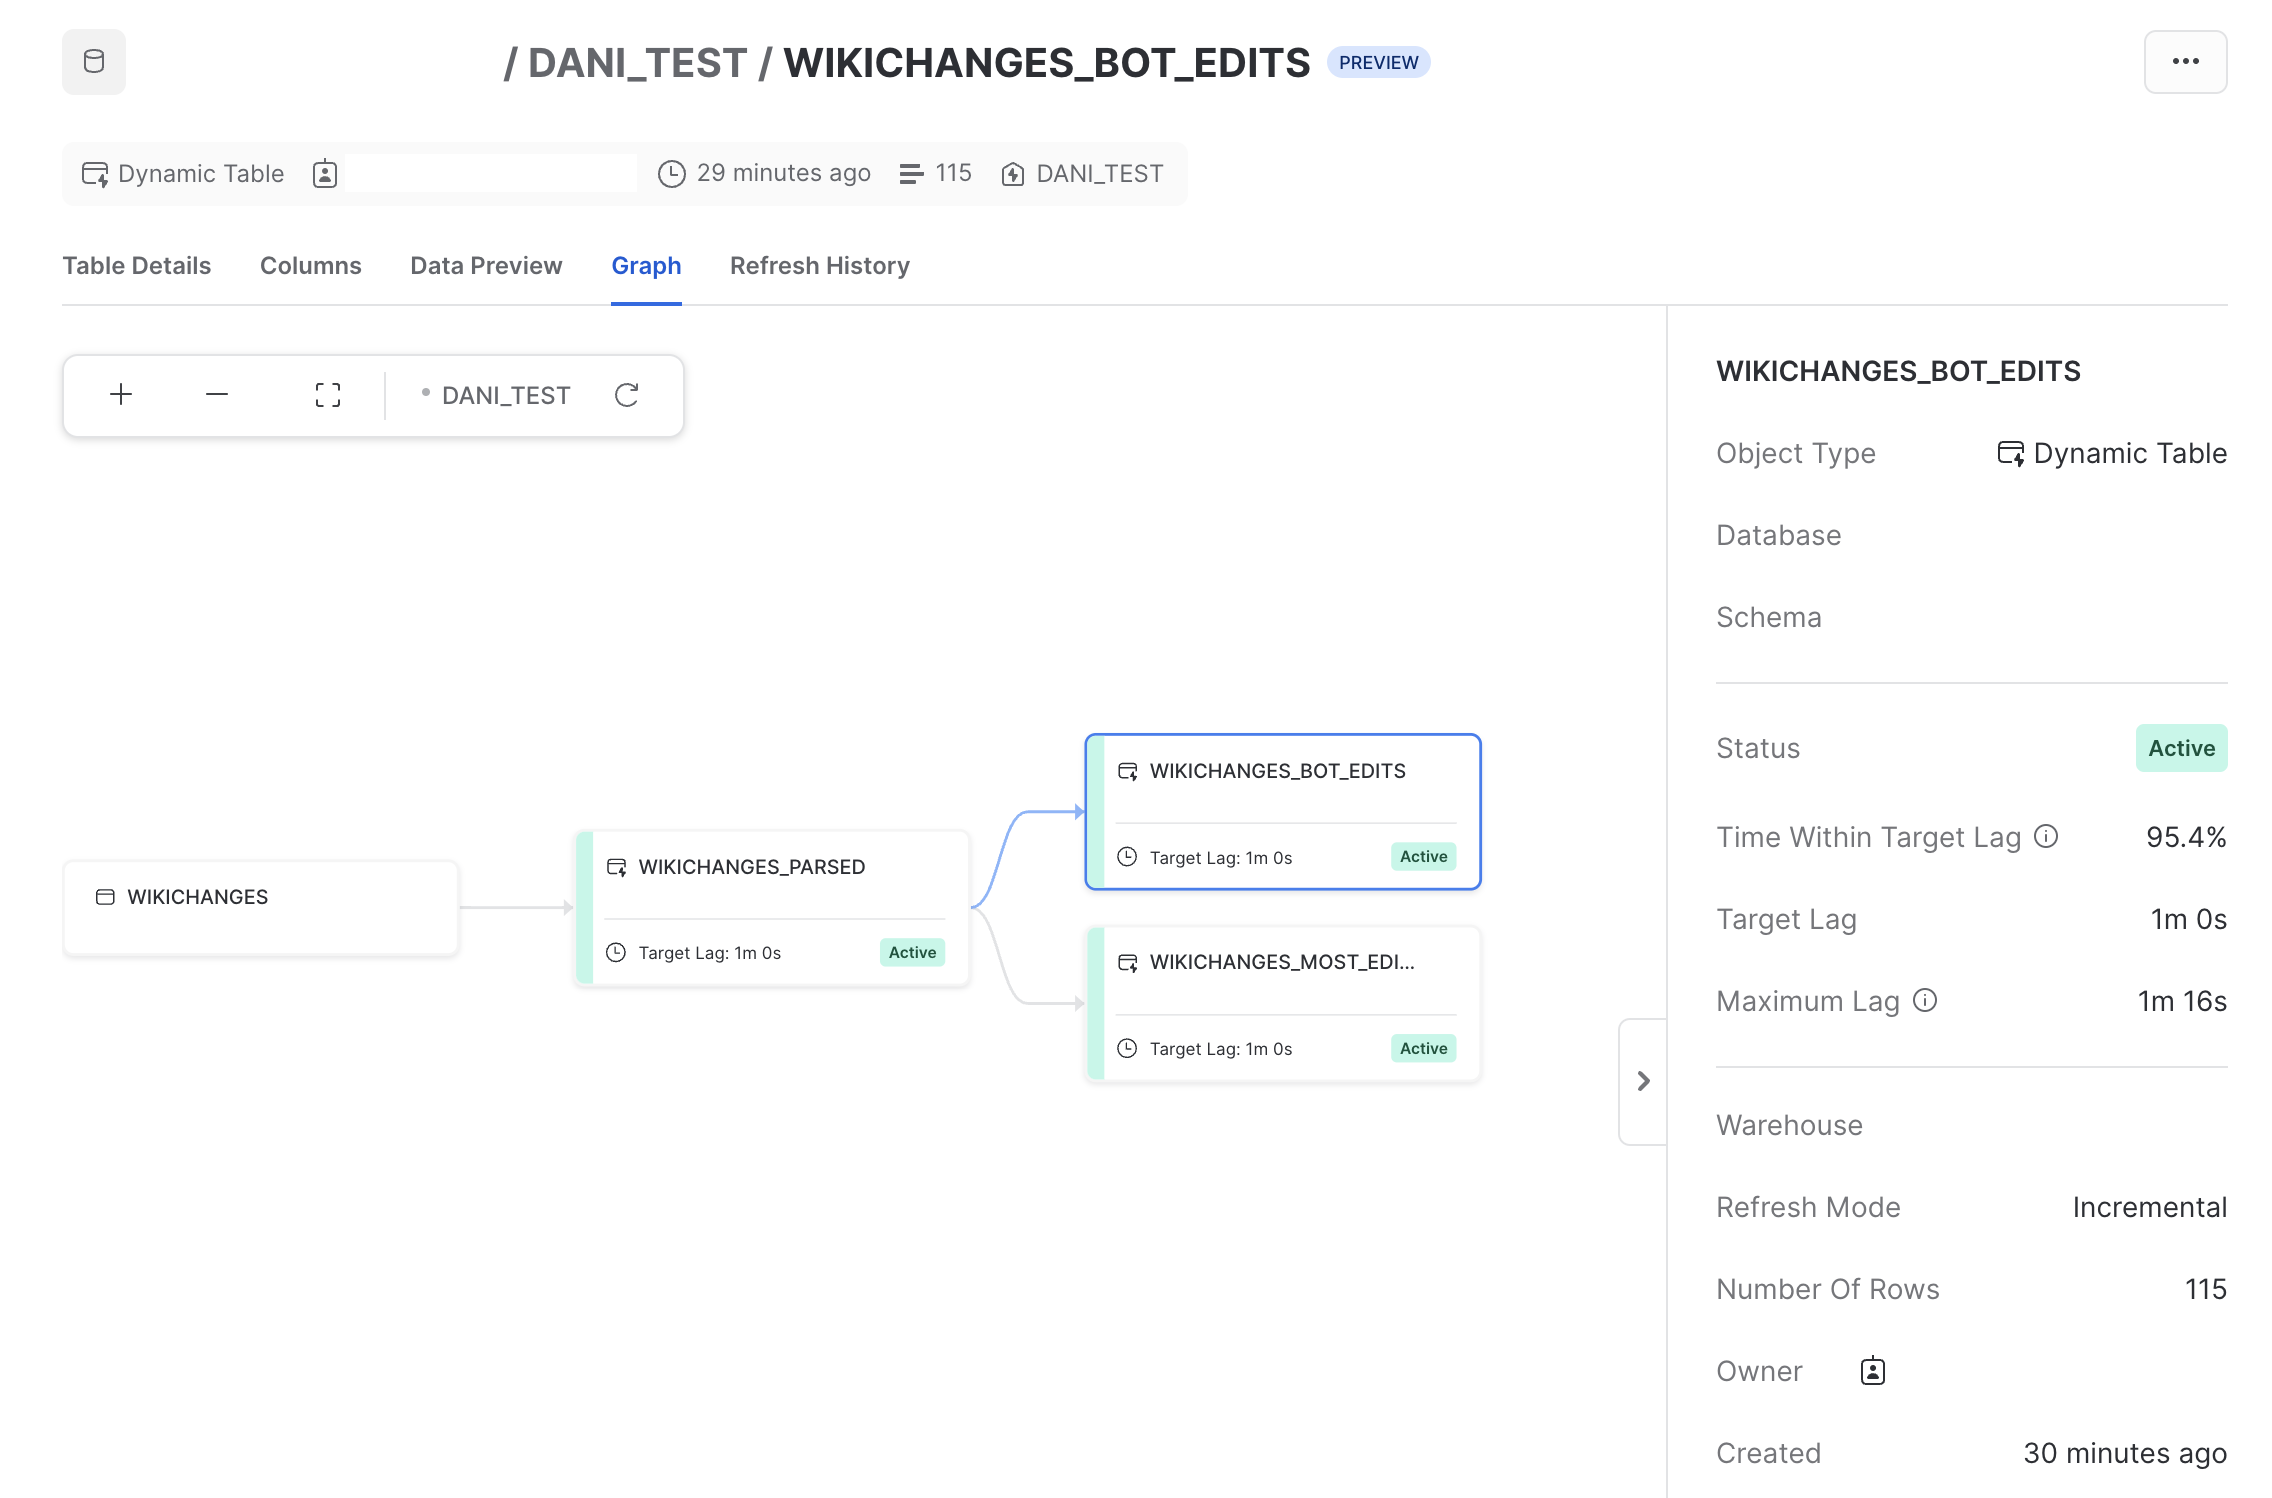 / DANI_TEST / WIKICHANGES_BOT_EDITS PREVIEW
Dynamic Table 29 minutes ago 115 DANI_TEST
Table Details Columns Data Preview Graph Refresh History
DANI_TEST
WIKICHANGES
WIKICHANGES_PARSED
Target Lag: 1m 0s Active
WIKICHANGES_BOT_EDITS
Target Lag: 1m 0s Active
WIKICHANGES_MOST_EDI...
Target Lag: 1m 0s Active
WIKICHANGES_BOT_EDITS
Object Type Dynamic Table
Database
Schema
Status Active
Time Within Target Lag 95.4%
Target Lag 1m 0s
Maximum Lag 1m 16s
Warehouse
Refresh Mode Incremental
Number Of Rows 115
Owner
Created 30 minutes ago